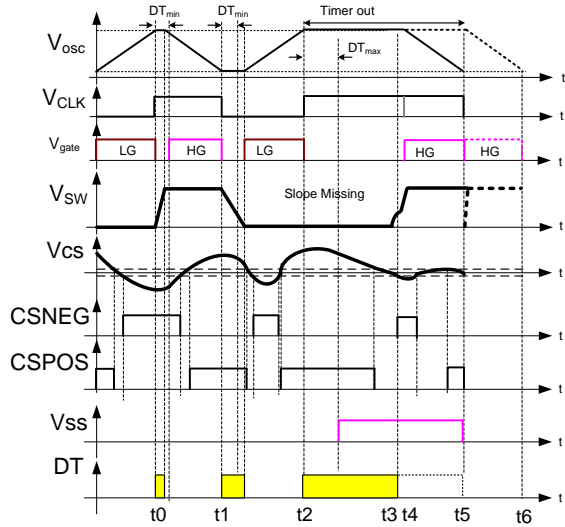 DTmin DTmin Timer out
Vosc DTmax t
VCLK t
Vgate LG HG LG HG HG t
VSW Slope Missing t
Vcs t
CSNEG t
CSPOS t
Vss t
DT t
t0 t1 t2 t3 t4 t5 t6